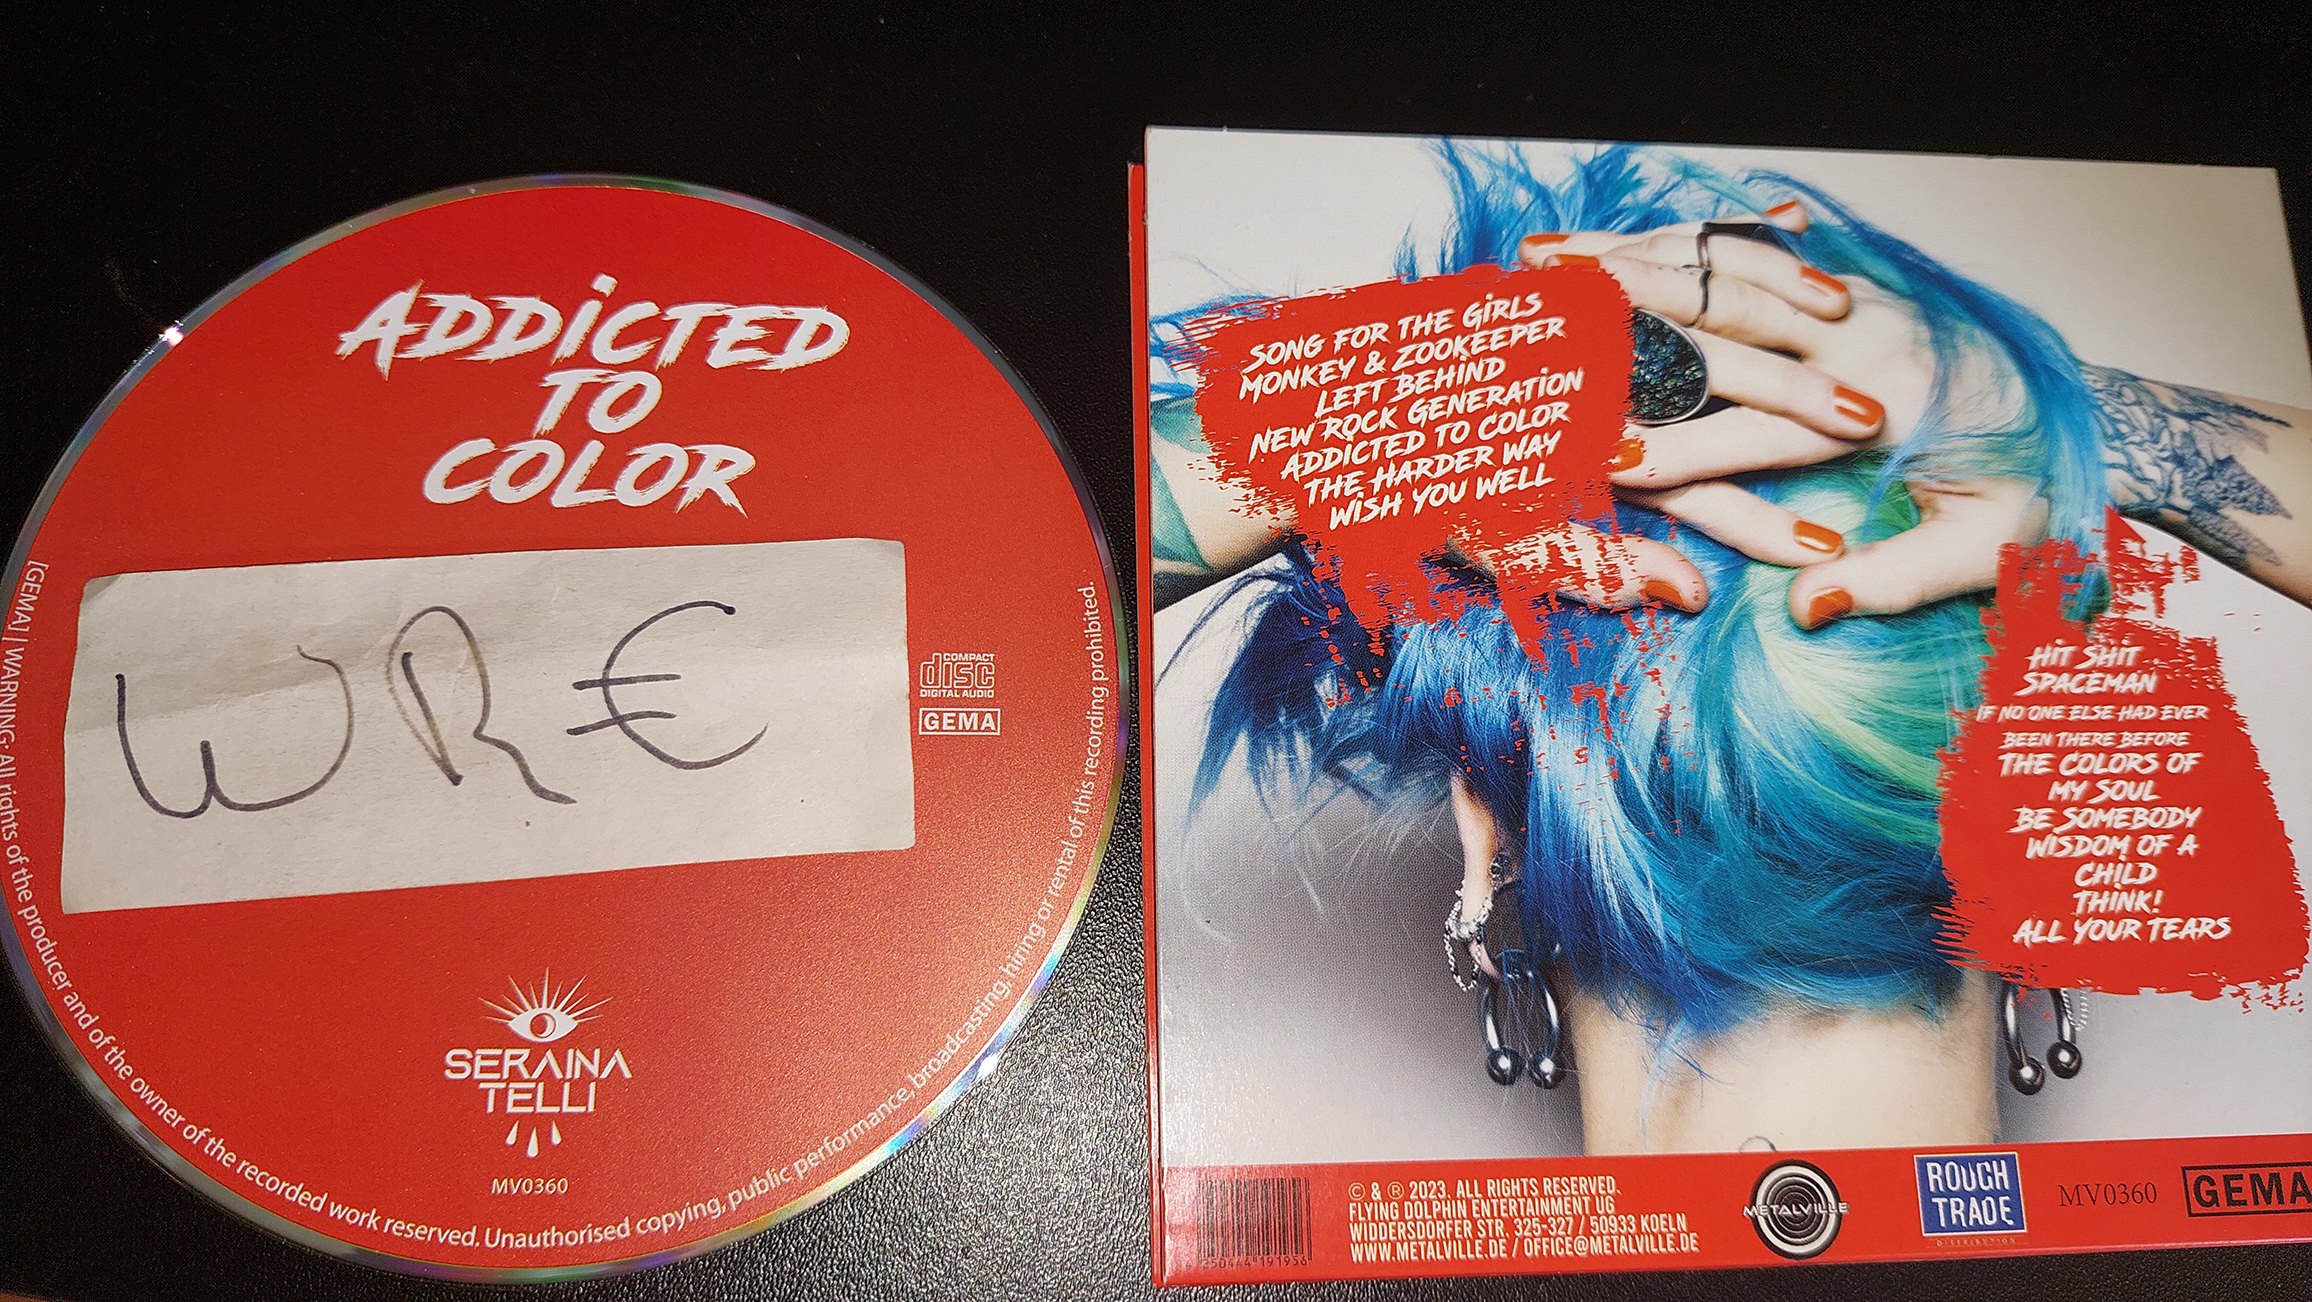 ADDICTED
TO
COLOR
WRE
COMPACT
disc
DIGITAL AUDIO
GEMA
SERAINA
TELLI
MV0360
[GEMA] | WARNING: All rights of the producer and of the owner of the recorded work reserved. Unauthorised copying, public performance, broadcasting, hiring or rental of this recording prohibited.
SONG FOR THE GIRLS
MONKEY & ZOOKEEPER
LEFT BEHIND
NEW ROCK GENERATION
ADDICTED TO COLOR
THE HARDER WAY
WISH YOU WELL
HIT SHIT
SPACEMAN
IF NO ONE ELSE HAD EVER
BEEN THERE BEFORE
THE COLORS OF
MY SOUL
BE SOMEBODY
WISDOM OF A
CHILD
THINK!
ALL YOUR TEARS
4 250444 191956
© & ℗ 2023. ALL RIGHTS RESERVED.
FLYING DOLPHIN ENTERTAINMENT UG
WIDDERSDORFER STR. 325-327 / 50933 KOELN
WWW.METALVILLE.DE / OFFICE@METALVILLE.DE
METALVILLE
ROUGH
TRADE
DISTRIBUTION
MV0360
GEMA